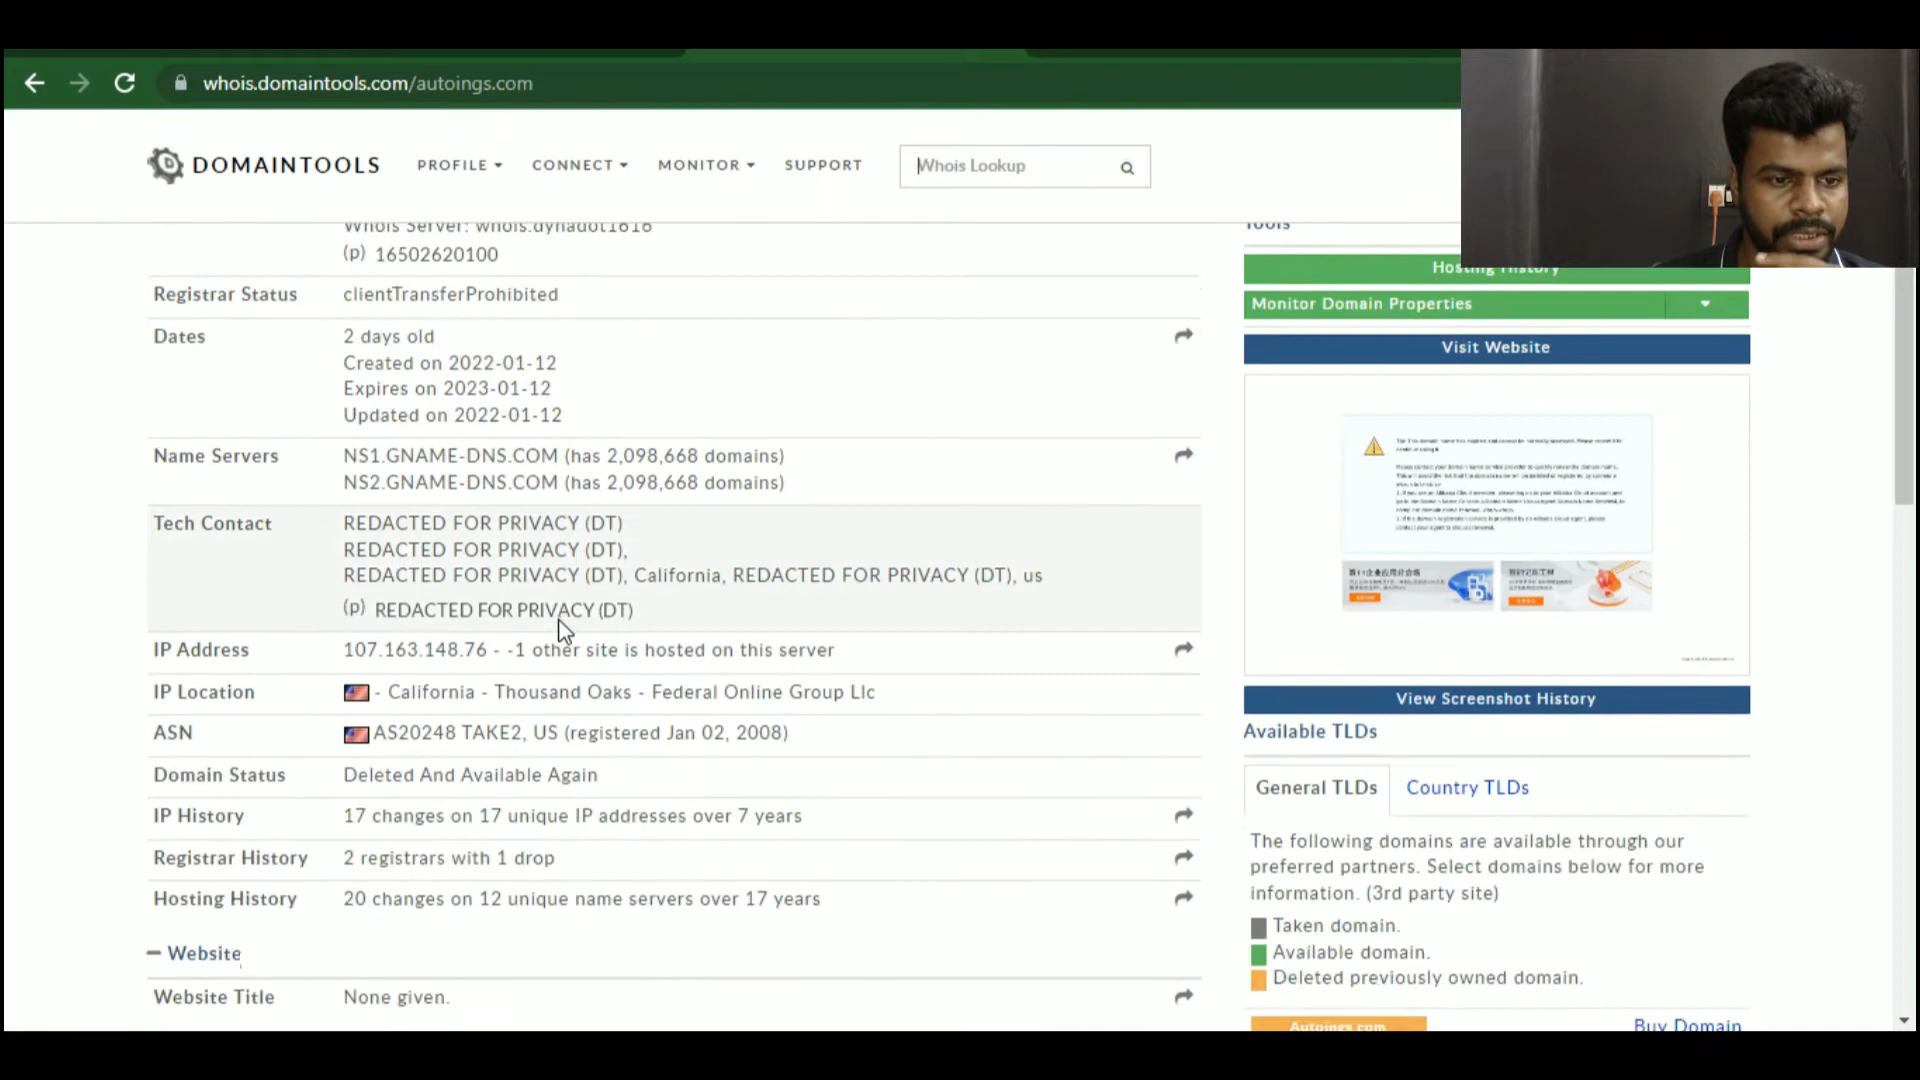 whois.domaintools.com/autoings.com
DOMAINTOOLS
PROFILE
CONNECT
MONITOR
SUPPORT
Whois Lookup
Whois Server: whois.dynadot1616
(p) 16502620100
Registrar Status clientTransferProhibited
Dates 2 days old
Created on 2022-01-12
Expires on 2023-01-12
Updated on 2022-01-12
Name Servers NS1.GNAME-DNS.COM (has 2,098,668 domains)
NS2.GNAME-DNS.COM (has 2,098,668 domains)
Tech Contact REDACTED FOR PRIVACY (DT)
REDACTED FOR PRIVACY (DT),
REDACTED FOR PRIVACY (DT), California, REDACTED FOR PRIVACY (DT), us
(p) REDACTED FOR PRIVACY (DT)
IP Address 107.163.148.76 - -1 other site is hosted on this server
IP Location - California - Thousand Oaks - Federal Online Group Llc
ASN AS20248 TAKE2, US (registered Jan 02, 2008)
Domain Status Deleted And Available Again
IP History 17 changes on 17 unique IP addresses over 7 years
Registrar History 2 registrars with 1 drop
Hosting History 20 changes on 12 unique name servers over 17 years
Website
Website Title None given.
Tools
Hosting History
Monitor Domain Properties
Visit Website
View Screenshot History
Available TLDs
General TLDs
Country TLDs
The following domains are available through our
preferred partners. Select domains below for more
information. (3rd party site)
Taken domain.
Available domain.
Deleted previously owned domain.
Autoings.com
Buy Domain